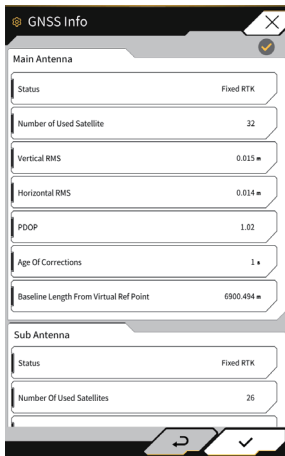 GNSS Info
Main Antenna
Status Fixed RTK
Number of Used Satellite 32
Vertical RMS 0.015 m
Horizontal RMS 0.014 m
PDOP 1.02
Age Of Corrections 1 s
Baseline Length From Virtual Ref Point 6900.494 m
Sub Antenna
Status Fixed RTK
Number Of Used Satellites 26